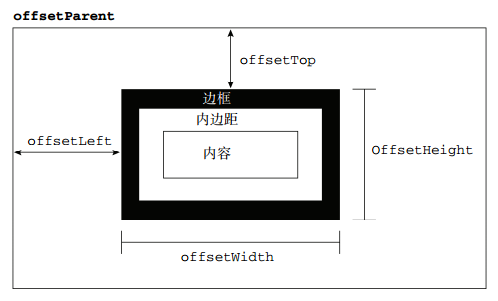 offsetParent
offsetTop
边框
内边距
offsetLeft
内容
OffsetHeight
offsetWidth